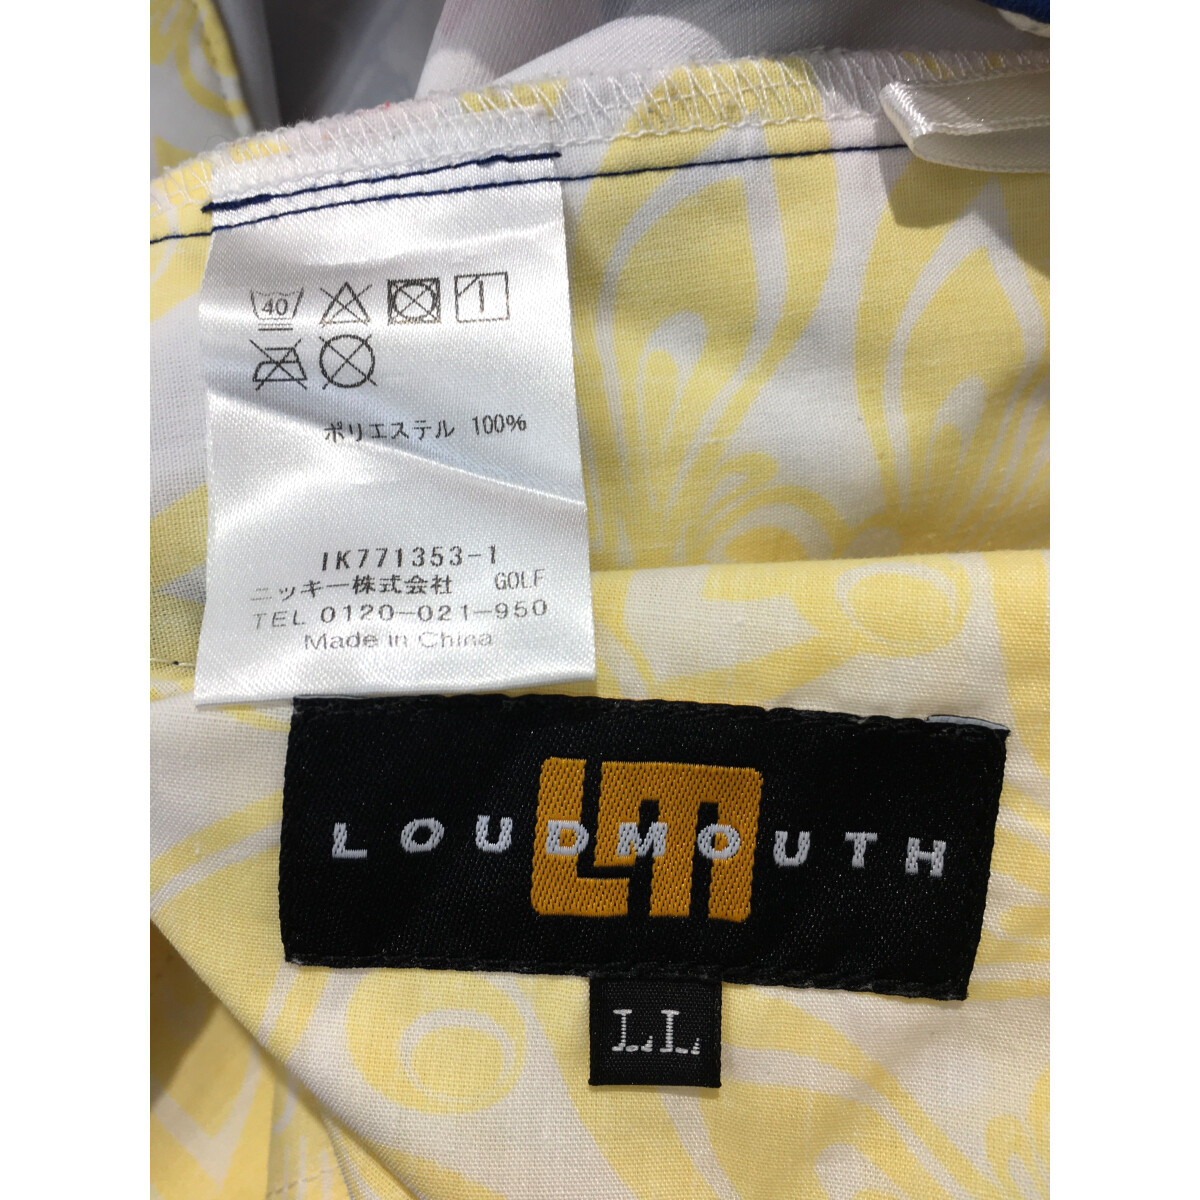 40
ポリエステル 100%
IK771353-1
ニッキー株式会社 GOLF
TEL 0120-021-950
Made in China
LOUDMOUTH
LL